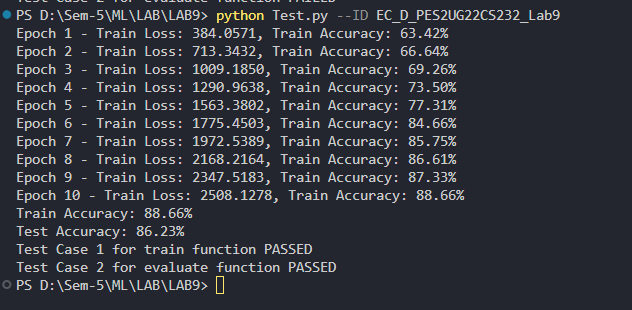 PS D:\Sem-5\ML\LAB\LAB9> python Test.py --ID EC_D_PES2UG22CS232_Lab9
Epoch 1 - Train Loss: 384.0571, Train Accuracy: 63.42%
Epoch 2 - Train Loss: 713.3432, Train Accuracy: 66.64%
Epoch 3 - Train Loss: 1009.1850, Train Accuracy: 69.26%
Epoch 4 - Train Loss: 1290.9638, Train Accuracy: 73.50%
Epoch 5 - Train Loss: 1563.3802, Train Accuracy: 77.31%
Epoch 6 - Train Loss: 1775.4503, Train Accuracy: 84.66%
Epoch 7 - Train Loss: 1972.5389, Train Accuracy: 85.75%
Epoch 8 - Train Loss: 2168.2164, Train Accuracy: 86.61%
Epoch 9 - Train Loss: 2347.5183, Train Accuracy: 87.33%
Epoch 10 - Train Loss: 2508.1278, Train Accuracy: 88.66%
Train Accuracy: 88.66%
Test Accuracy: 86.23%
Test Case 1 for train function PASSED
Test Case 2 for evaluate function PASSED
PS D:\Sem-5\ML\LAB\LAB9>